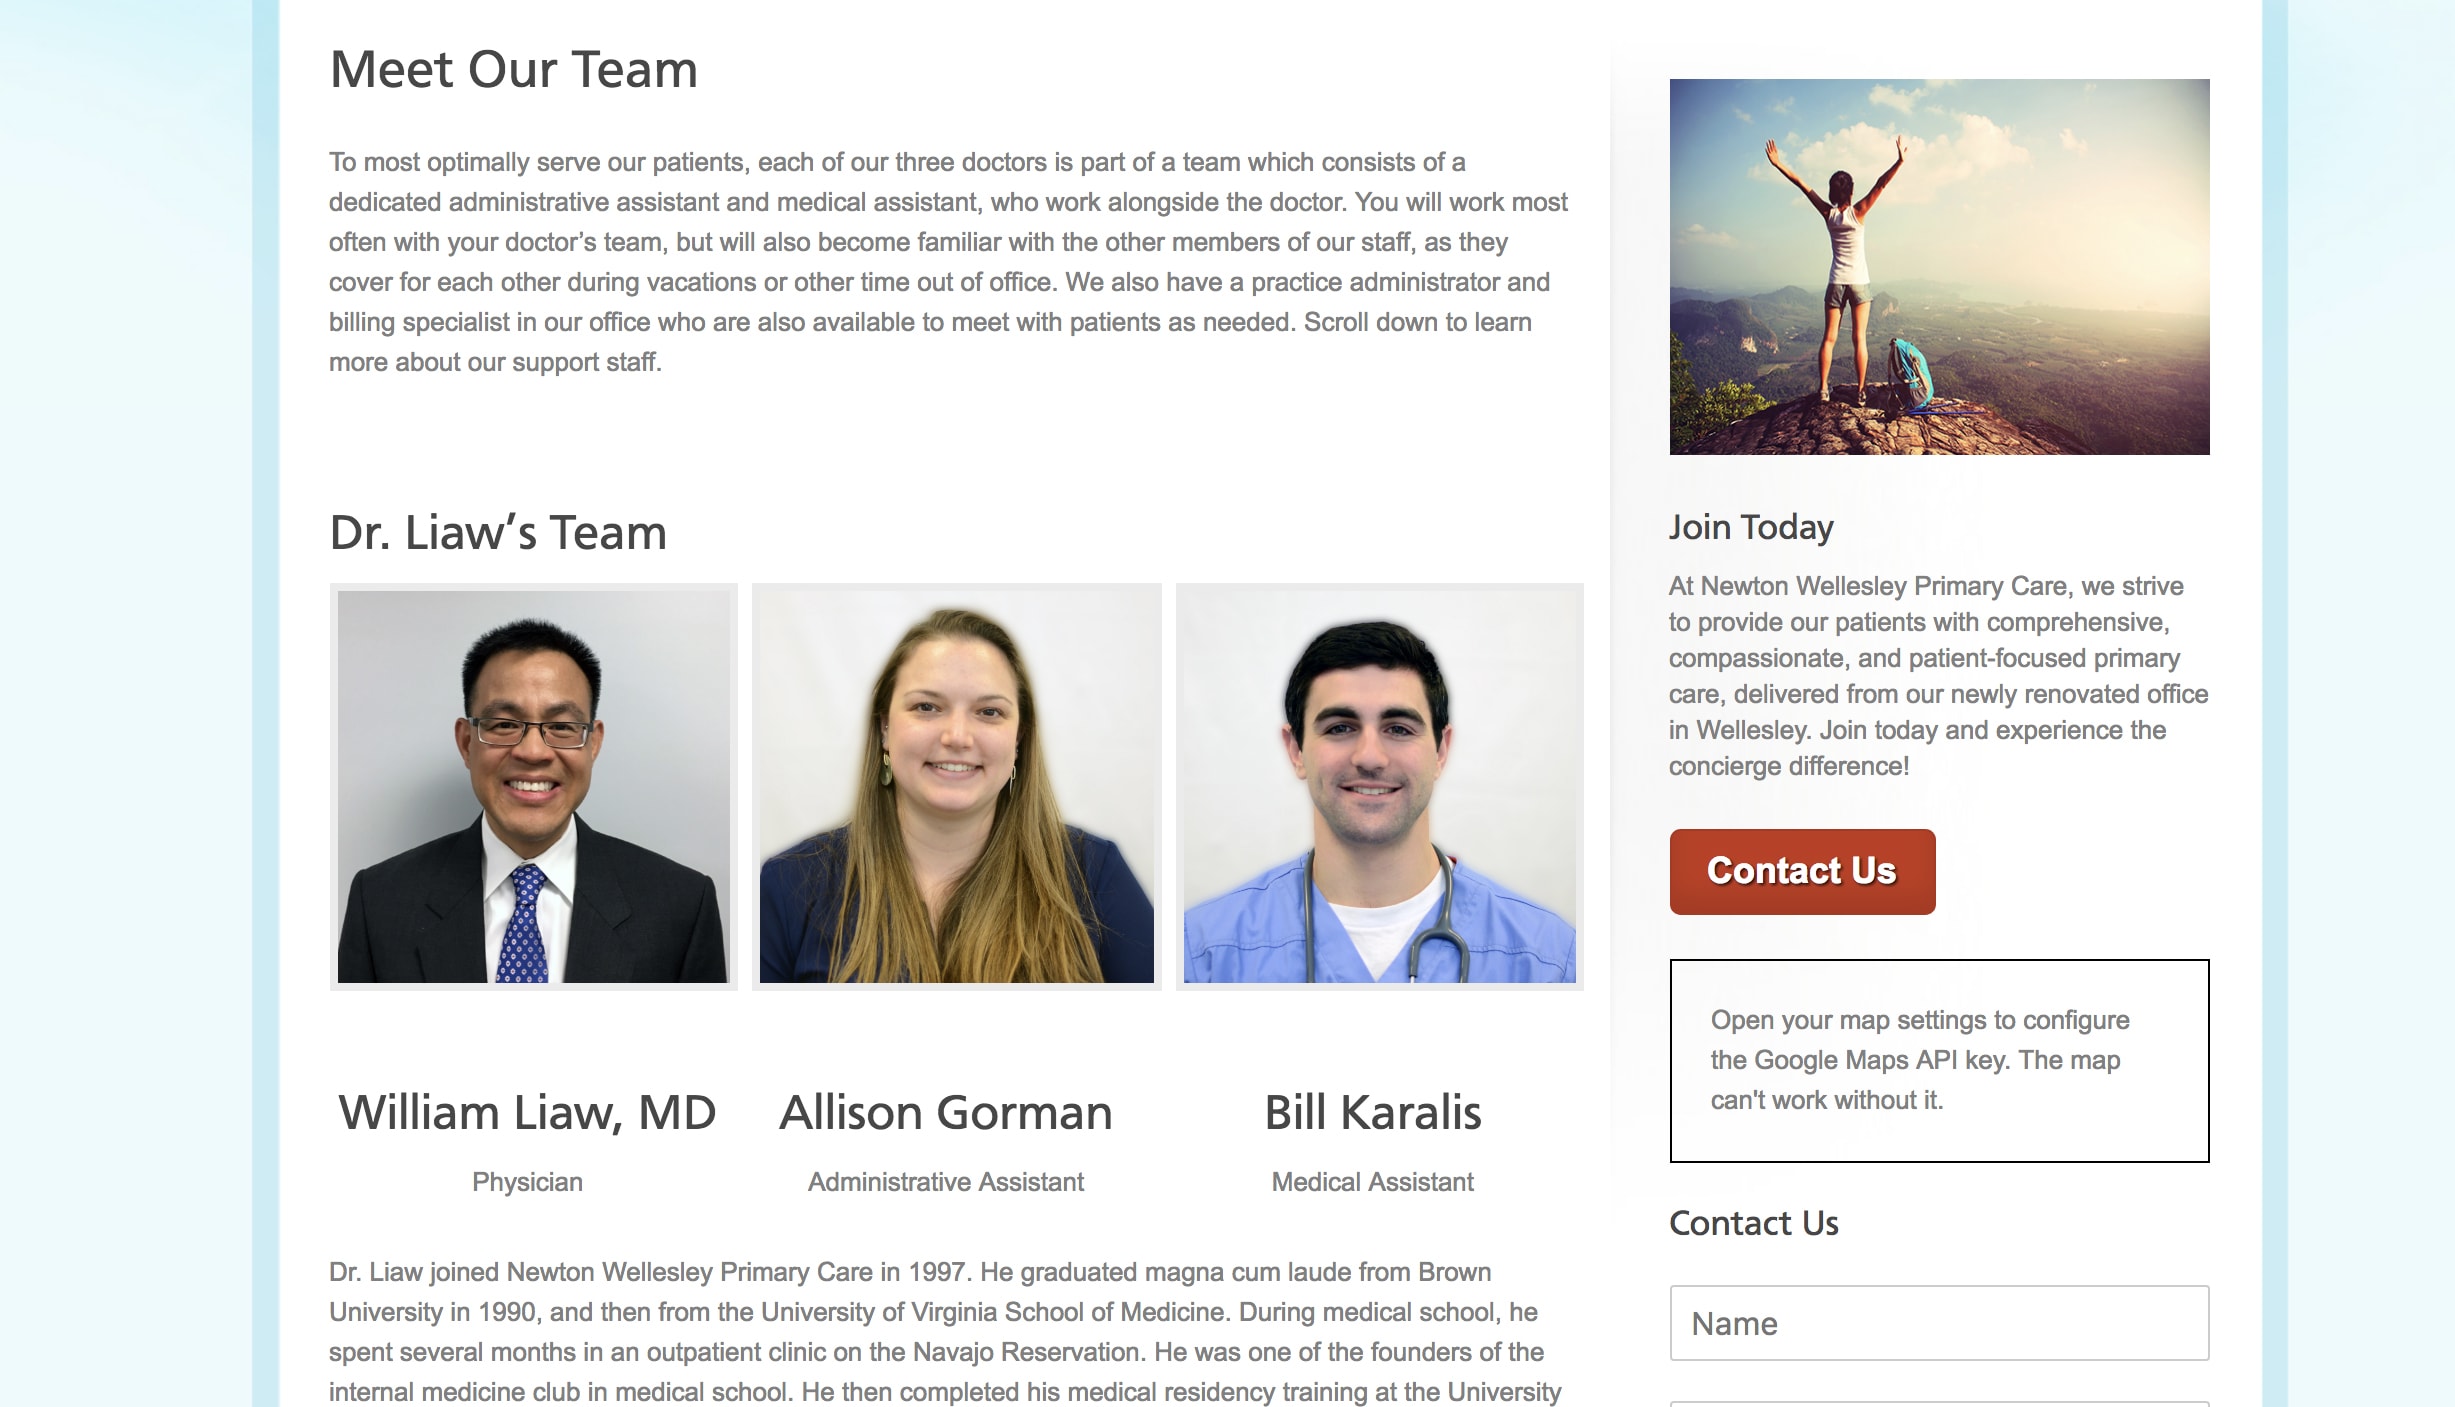 Meet Our Team
To most optimally serve our patients, each of our three doctors is part of a team which consists of a
dedicated administrative assistant and medical assistant, who work alongside the doctor. You will work most
often with your doctor’s team, but will also become familiar with the other members of our staff, as they
cover for each other during vacations or other time out of office. We also have a practice administrator and
billing specialist in our office who are also available to meet with patients as needed. Scroll down to learn
more about our support staff.
Dr. Liaw’s Team
William Liaw, MD
Physician
Allison Gorman
Administrative Assistant
Bill Karalis
Medical Assistant
Dr. Liaw joined Newton Wellesley Primary Care in 1997. He graduated magna cum laude from Brown
University in 1990, and then from the University of Virginia School of Medicine. During medical school, he
spent several months in an outpatient clinic on the Navajo Reservation. He was one of the founders of the
internal medicine club in medical school. He then completed his medical residency training at the University
Join Today
At Newton Wellesley Primary Care, we strive
to provide our patients with comprehensive,
compassionate, and patient-focused primary
care, delivered from our newly renovated office
in Wellesley. Join today and experience the
concierge difference!
Contact Us
Open your map settings to configure
the Google Maps API key. The map
can't work without it.
Contact Us
Name